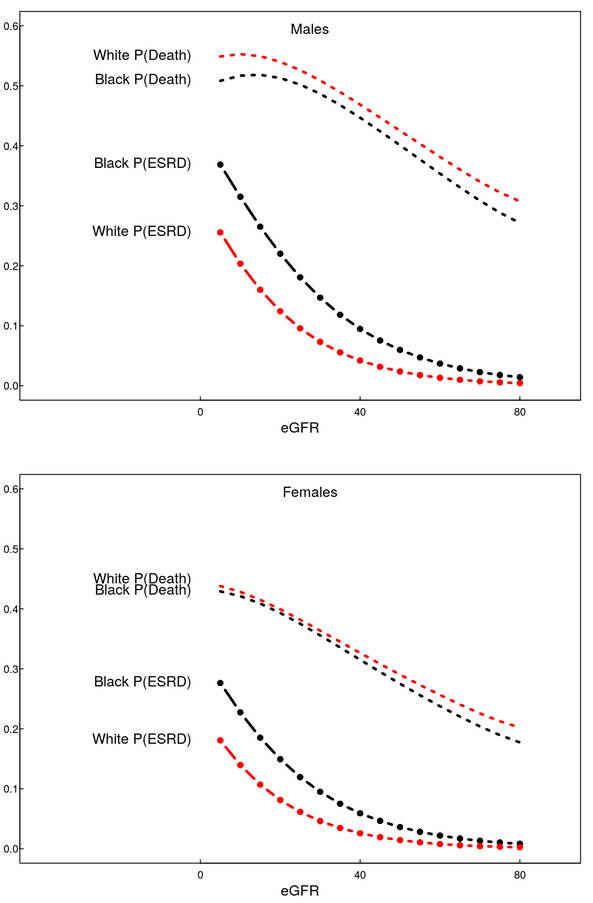 Males
0.6
White P(Death)
0.5
Black P(Death)
0.4
Black P(ESRD)
0.3
White P(ESRD)
0.2
0.1
0.0
0 40 80
eGFR
Females
0.6
0.5
White P(Death)
Black P(Death)
0.4
0.3
Black P(ESRD)
0.2
White P(ESRD)
0.1
0.0
0 40 80
eGFR